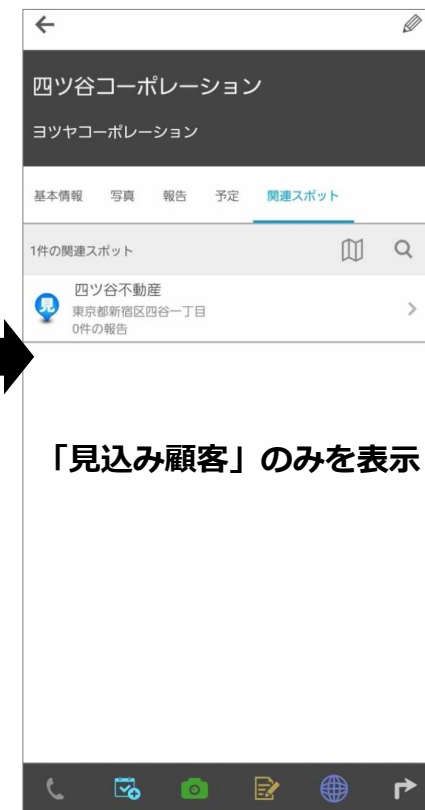 四ツ谷コーポレーション
ヨツヤコーポレーション
基本情報 写真 報告 予定 関連スポット
1件の関連スポット
見
四ツ谷不動産
東京都新宿区四谷一丁目
0件の報告
「見込み顧客」のみを表示